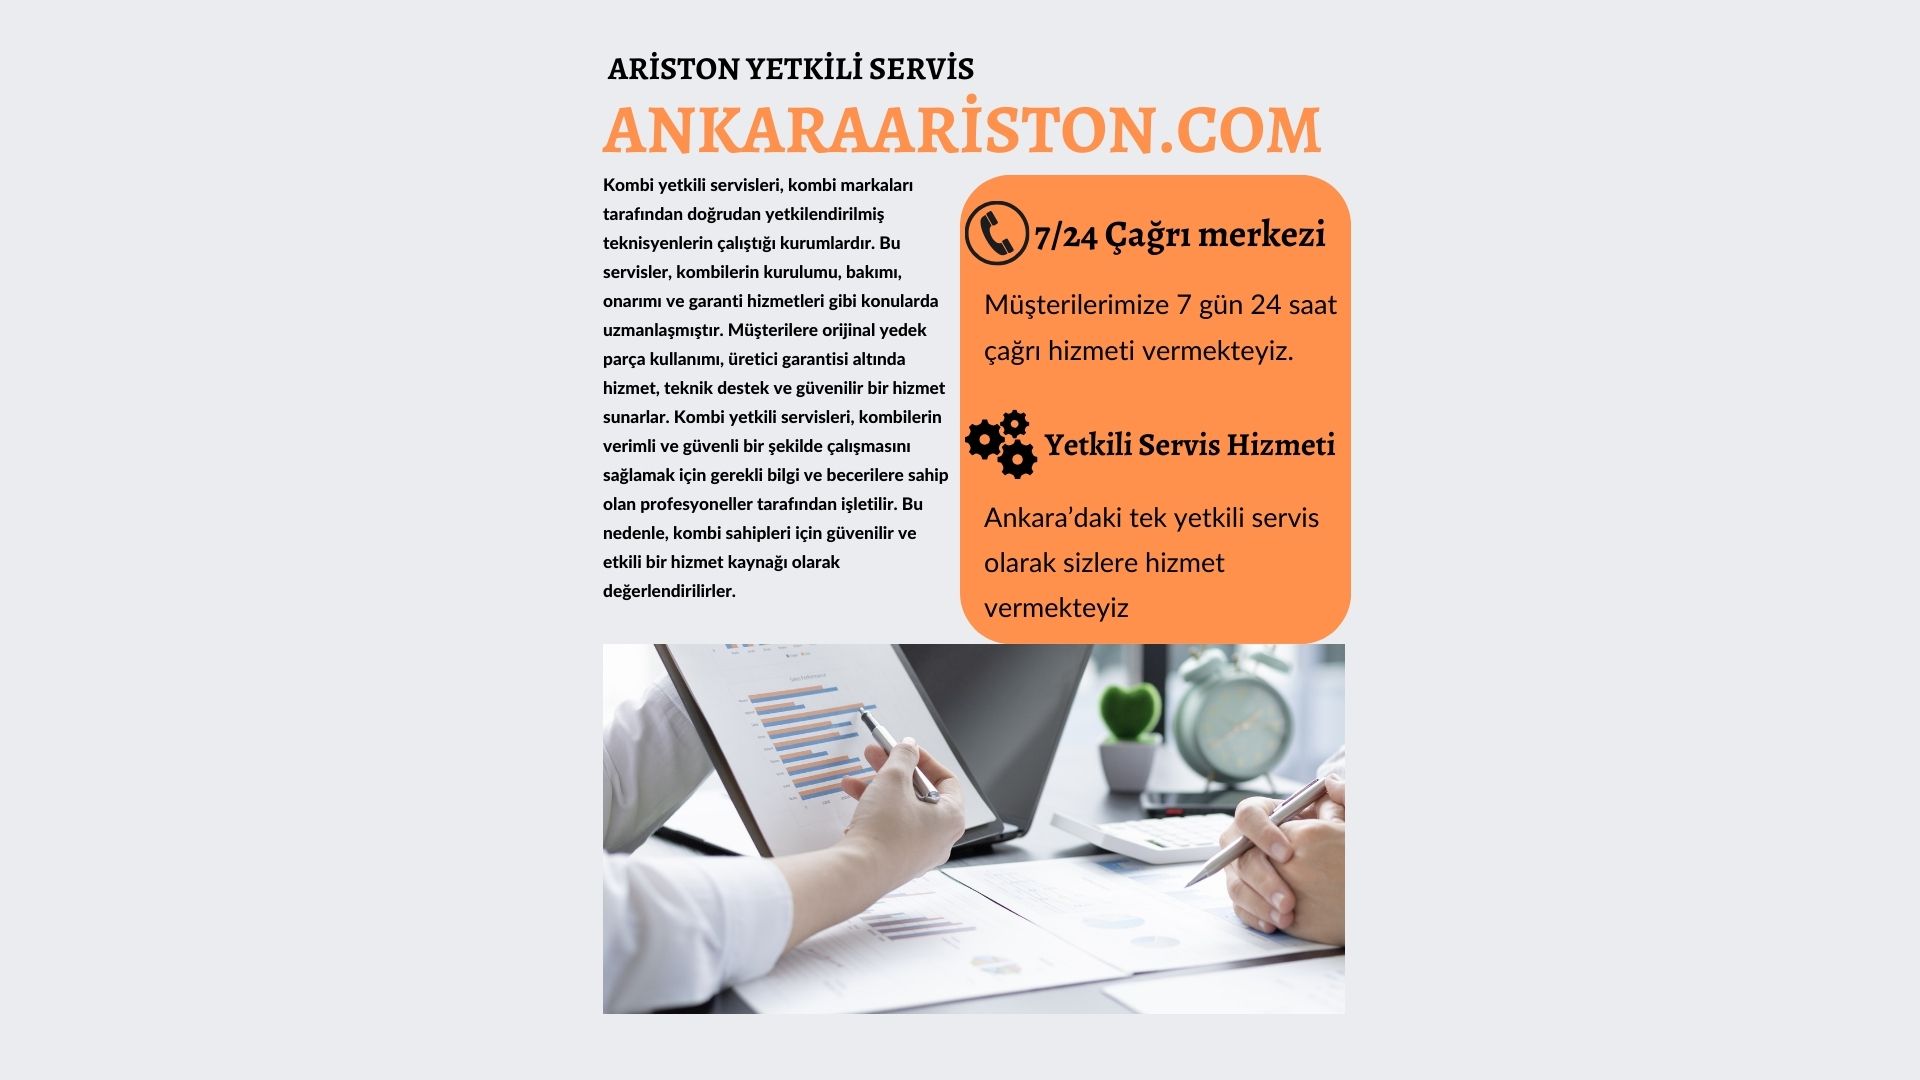 ARİSTON YETKİLİ SERVİS
ANKARAARİSTON.COM
Kombi yetkili servisleri, kombi markaları
tarafından doğrudan yetkilendirilmiş
teknisyenlerin çalıştığı kurumlardır. Bu
servisler, kombilerin kurulumu, bakımı,
onarımı ve garanti hizmetleri gibi konularda
uzmanlaşmıştır. Müşterilere orijinal yedek
parça kullanımı, üretici garantisi altında
hizmet, teknik destek ve güvenilir bir hizmet
sunarlar. Kombi yetkili servisleri, kombilerin
verimli ve güvenli bir şekilde çalışmasını
sağlamak için gerekli bilgi ve becerilere sahip
olan profesyoneller tarafından işletilir. Bu
nedenle, kombi sahipleri için güvenilir ve
etkili bir hizmet kaynağı olarak
değerlendirilirler.
7/24 Çağrı merkezi
Müşterilerimize 7 gün 24 saat
çağrı hizmeti vermekteyiz.
Yetkili Servis Hizmeti
Ankara’daki tek yetkili servis
olarak sizlere hizmet
vermekteyiz
Sales Performance